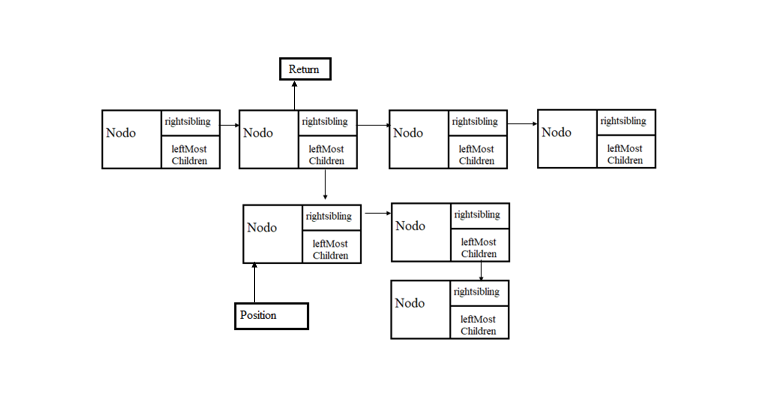 Return
Nodo
rightsibling
leftMost
Children
Nodo
rightsibling
leftMost
Children
Nodo
rightsibling
leftMost
Children
Nodo
rightsibling
leftMost
Children
Nodo
rightsibling
leftMost
Children
Nodo
rightsibling
leftMost
Children
Position
Nodo
rightsibling
leftMost
Children